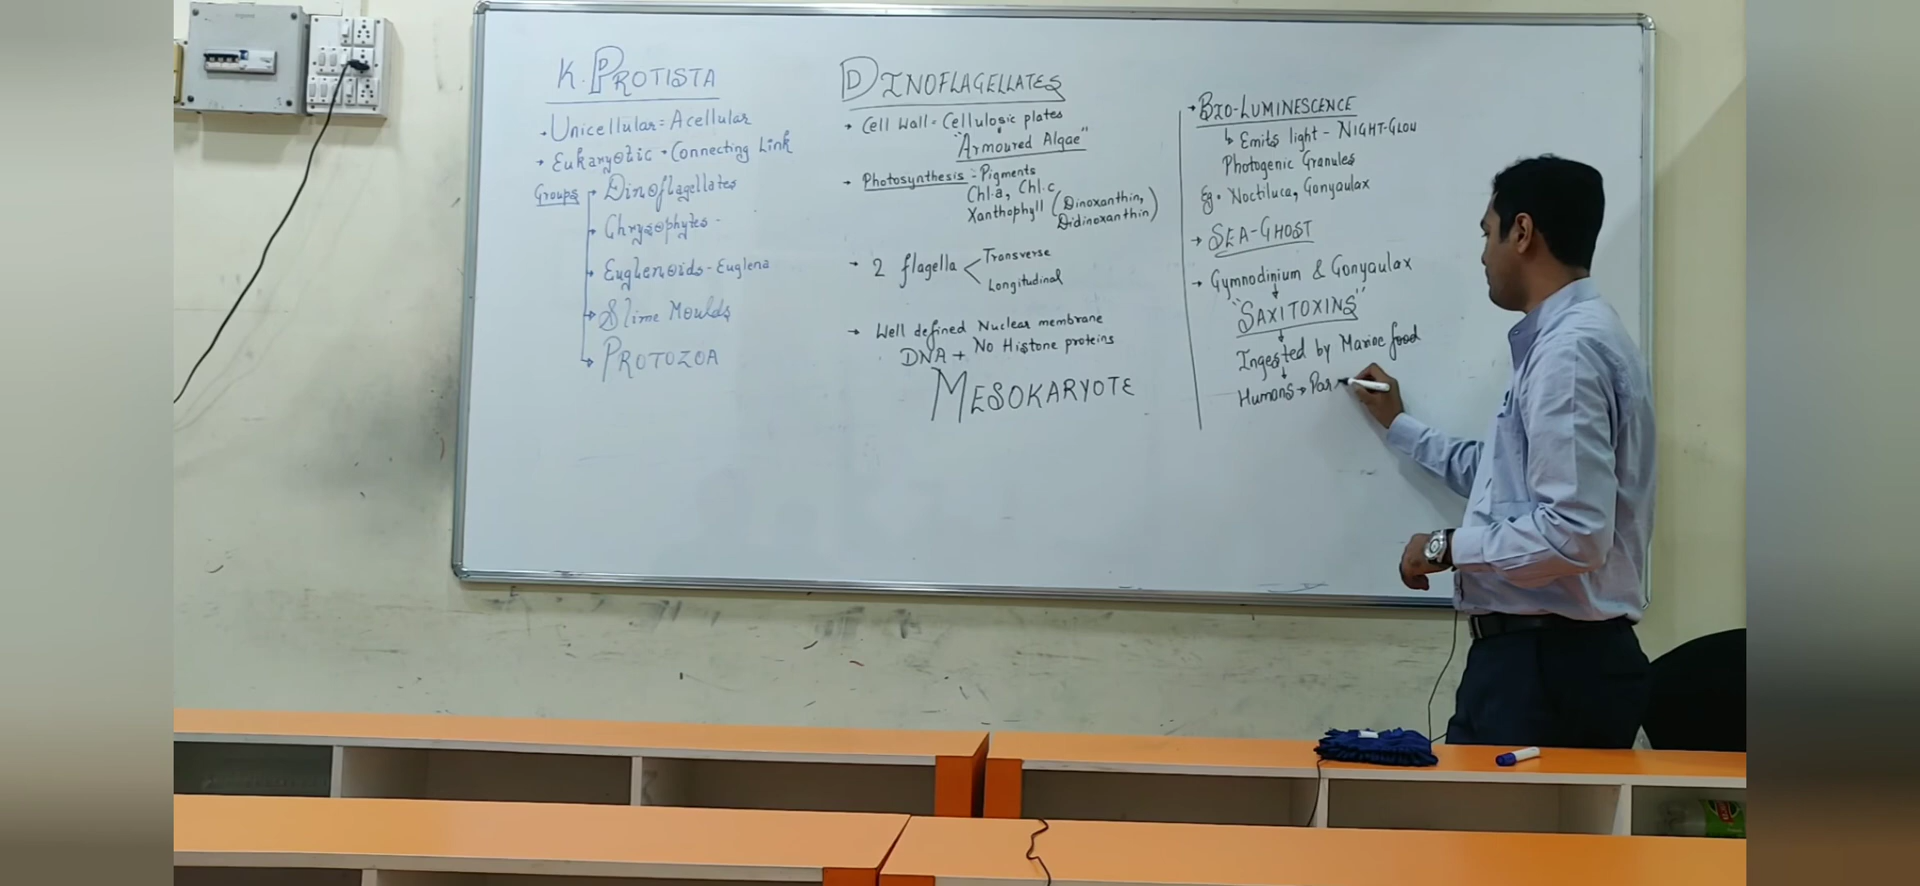 K. PROTISTA
• Unicellular = Acellular
• Eukaryotic • Connecting Link
Groups → Dinoflagellates
→ Chrysophytes -
→ Euglenoids - Euglena
→ Slime Moulds
→ PROTOZOA
DINOFLAGELLATES
• Cell Wall = Cellulosic plates
"Armoured Algae"
• Photosynthesis = Pigments
Chl.a, Chl.c
Xanthophyll (Dinoxanthin, Didinoxanthin)
→ 2 flagella < Transverse
Longitudinal
→ Well defined Nuclear membrane
DNA + No Histone proteins
MESOKARYOTE
• BIO-LUMINESCENCE
↳ Emits light - NIGHT-GLOW
Photogenic Granules
Eg. Noctiluca, Gonyaulax
→ SEA-GHOST
→ Gymnodinium & Gonyaulax
↓
"SAXITOXINS"
↓
Ingested by Marine food
↓
Humans → Par